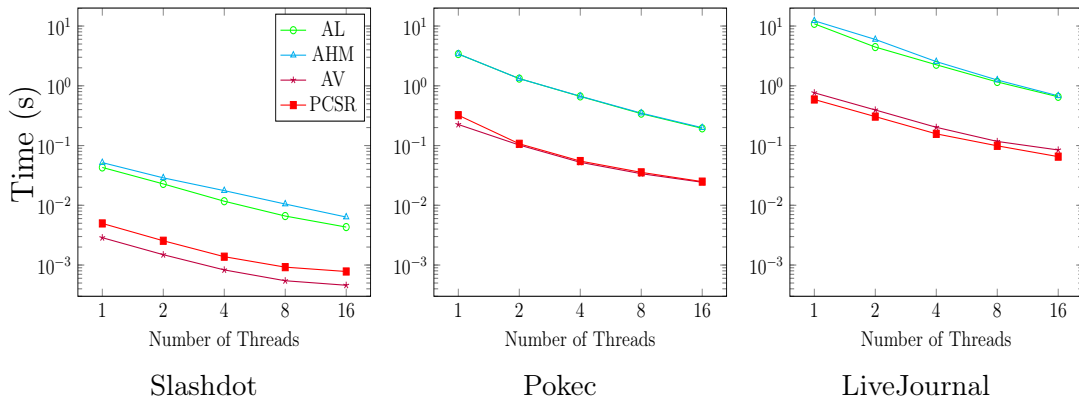 Time (s)
10^1
10^0
10^{-1}
10^{-2}
10^{-3}
AL
AHM
AV
PCSR
1 2 4 8 16
Number of Threads
Slashdot
10^1
10^0
10^{-1}
10^{-2}
10^{-3}
1 2 4 8 16
Number of Threads
Pokec
10^1
10^0
10^{-1}
10^{-2}
10^{-3}
1 2 4 8 16
Number of Threads
LiveJournal